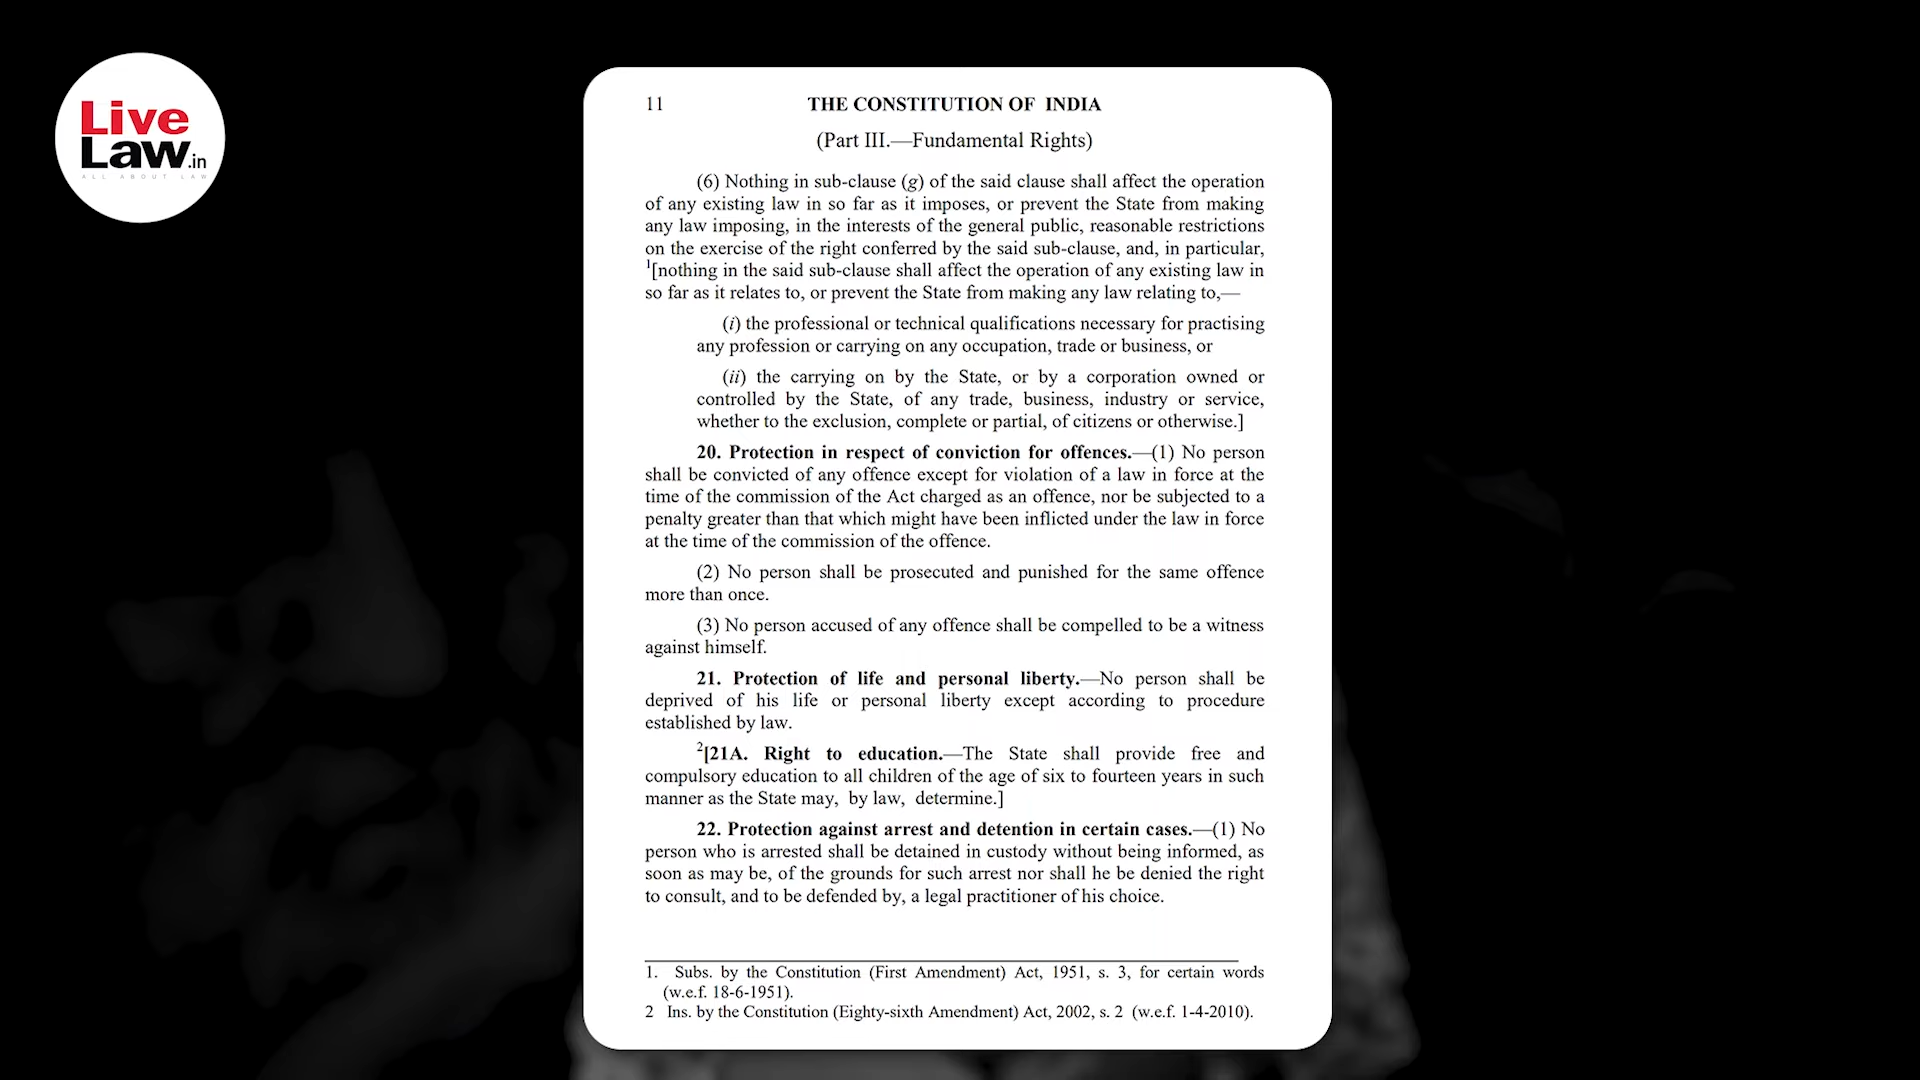 Live
Law.in
ALL ABOUT LAW
11 THE CONSTITUTION OF INDIA
(Part III.—Fundamental Rights)
(6) Nothing in sub-clause (g) of the said clause shall affect the operation
of any existing law in so far as it imposes, or prevent the State from making
any law imposing, in the interests of the general public, reasonable restrictions
on the exercise of the right conferred by the said sub-clause, and, in particular,
1[nothing in the said sub-clause shall affect the operation of any existing law in
so far as it relates to, or prevent the State from making any law relating to,—
(i) the professional or technical qualifications necessary for practising
any profession or carrying on any occupation, trade or business, or
(ii) the carrying on by the State, or by a corporation owned or
controlled by the State, of any trade, business, industry or service,
whether to the exclusion, complete or partial, of citizens or otherwise.]
20. Protection in respect of conviction for offences.—(1) No person
shall be convicted of any offence except for violation of a law in force at the
time of the commission of the Act charged as an offence, nor be subjected to a
penalty greater than that which might have been inflicted under the law in force
at the time of the commission of the offence.
(2) No person shall be prosecuted and punished for the same offence
more than once.
(3) No person accused of any offence shall be compelled to be a witness
against himself.
21. Protection of life and personal liberty.—No person shall be
deprived of his life or personal liberty except according to procedure
established by law.
2[21A. Right to education.—The State shall provide free and
compulsory education to all children of the age of six to fourteen years in such
manner as the State may, by law, determine.]
22. Protection against arrest and detention in certain cases.—(1) No
person who is arrested shall be detained in custody without being informed, as
soon as may be, of the grounds for such arrest nor shall he be denied the right
to consult, and to be defended by, a legal practitioner of his choice.
1. Subs. by the Constitution (First Amendment) Act, 1951, s. 3, for certain words
(w.e.f. 18-6-1951).
2 Ins. by the Constitution (Eighty-sixth Amendment) Act, 2002, s. 2 (w.e.f. 1-4-2010).